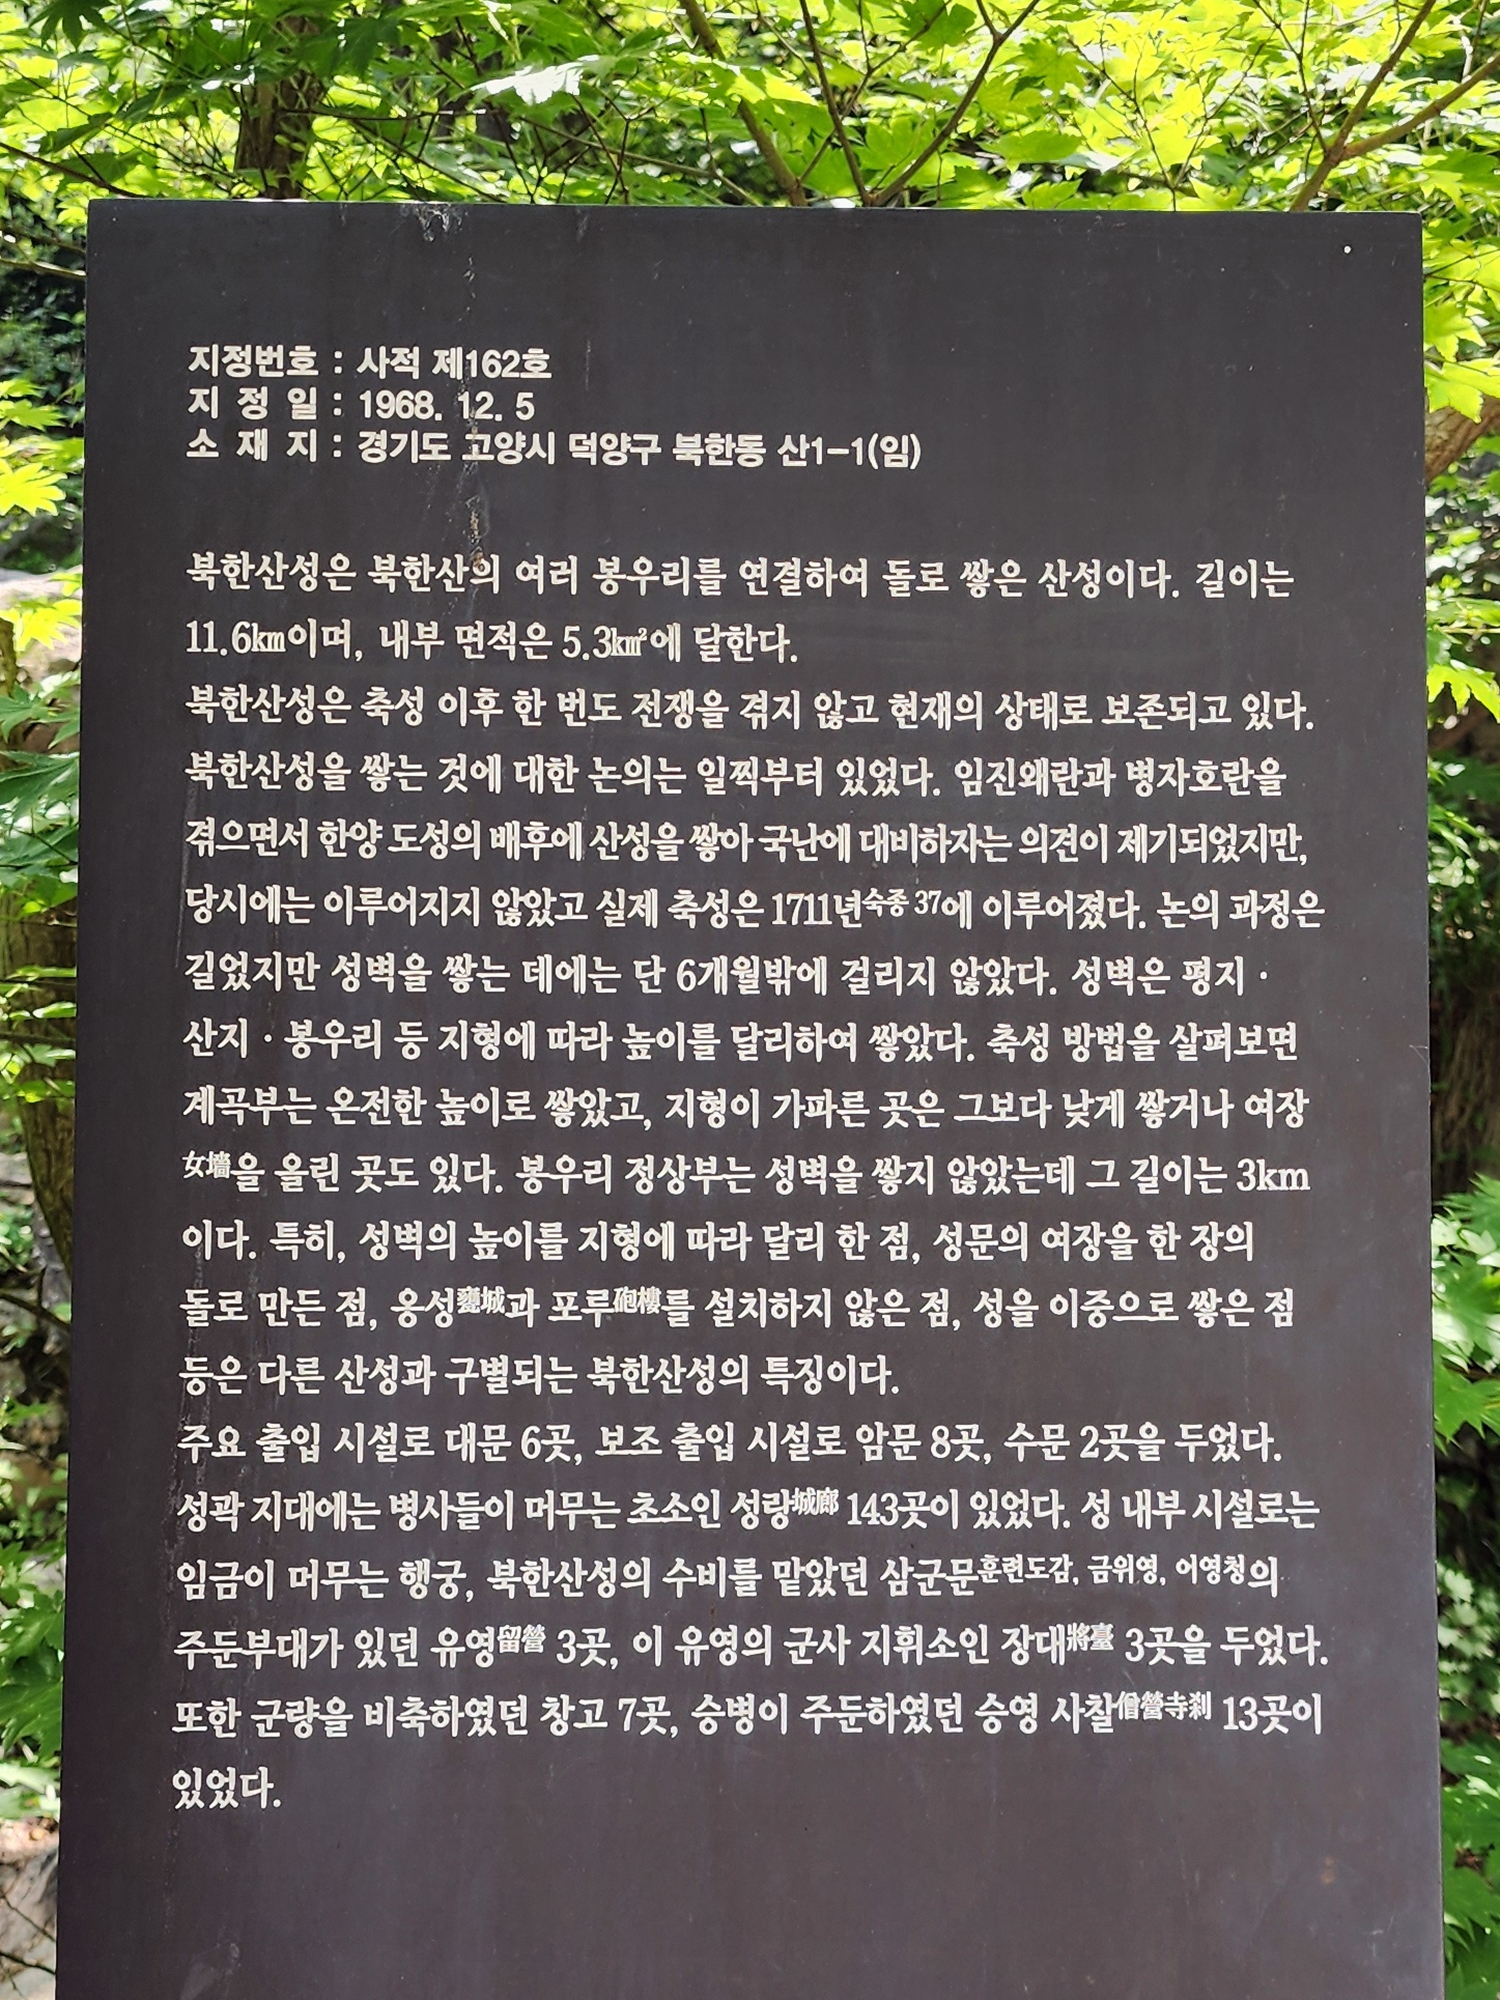 지정번호 : 사적 제162호
지 정 일 : 1968. 12. 5
소 재 지 : 경기도 고양시 덕양구 북한동 산1-1(임)
북한산성은 북한산의 여러 봉우리를 연결하여 돌로 쌓은 산성이다. 길이는
11.6㎞이며, 내부 면적은 5.3㎢에 달한다.
북한산성은 축성 이후 한 번도 전쟁을 겪지 않고 현재의 상태로 보존되고 있다.
북한산성을 쌓는 것에 대한 논의는 일찍부터 있었다. 임진왜란과 병자호란을
겪으면서 한양 도성의 배후에 산성을 쌓아 국난에 대비하자는 의견이 제기되었지만,
당시에는 이루어지지 않았고 실제 축성은 1711년숙종 37에 이루어졌다. 논의 과정은
길었지만 성벽을 쌓는 데에는 단 6개월밖에 걸리지 않았다. 성벽은 평지 ·
산지 · 봉우리 등 지형에 따라 높이를 달리하여 쌓았다. 축성 방법을 살펴보면
계곡부는 온전한 높이로 쌓았고, 지형이 가파른 곳은 그보다 낮게 쌓거나 여장
女墻을 올린 곳도 있다. 봉우리 정상부는 성벽을 쌓지 않았는데 그 길이는 3km
이다. 특히, 성벽의 높이를 지형에 따라 달리 한 점, 성문의 여장을 한 장의
돌로 만든 점, 옹성甕城과 포루砲樓를 설치하지 않은 점, 성을 이중으로 쌓은 점
등은 다른 산성과 구별되는 북한산성의 특징이다.
주요 출입 시설로 대문 6곳, 보조 출입 시설로 암문 8곳, 수문 2곳을 두었다.
성곽 지대에는 병사들이 머무는 초소인 성랑城廊 143곳이 있었다. 성 내부 시설로는
임금이 머무는 행궁, 북한산성의 수비를 맡았던 삼군문훈련도감, 금위영, 어영청의
주둔부대가 있던 유영留營 3곳, 이 유영의 군사 지휘소인 장대將臺 3곳을 두었다.
또한 군량을 비축하였던 창고 7곳, 승병이 주둔하였던 승영 사찰僧營寺刹 13곳이
있었다.